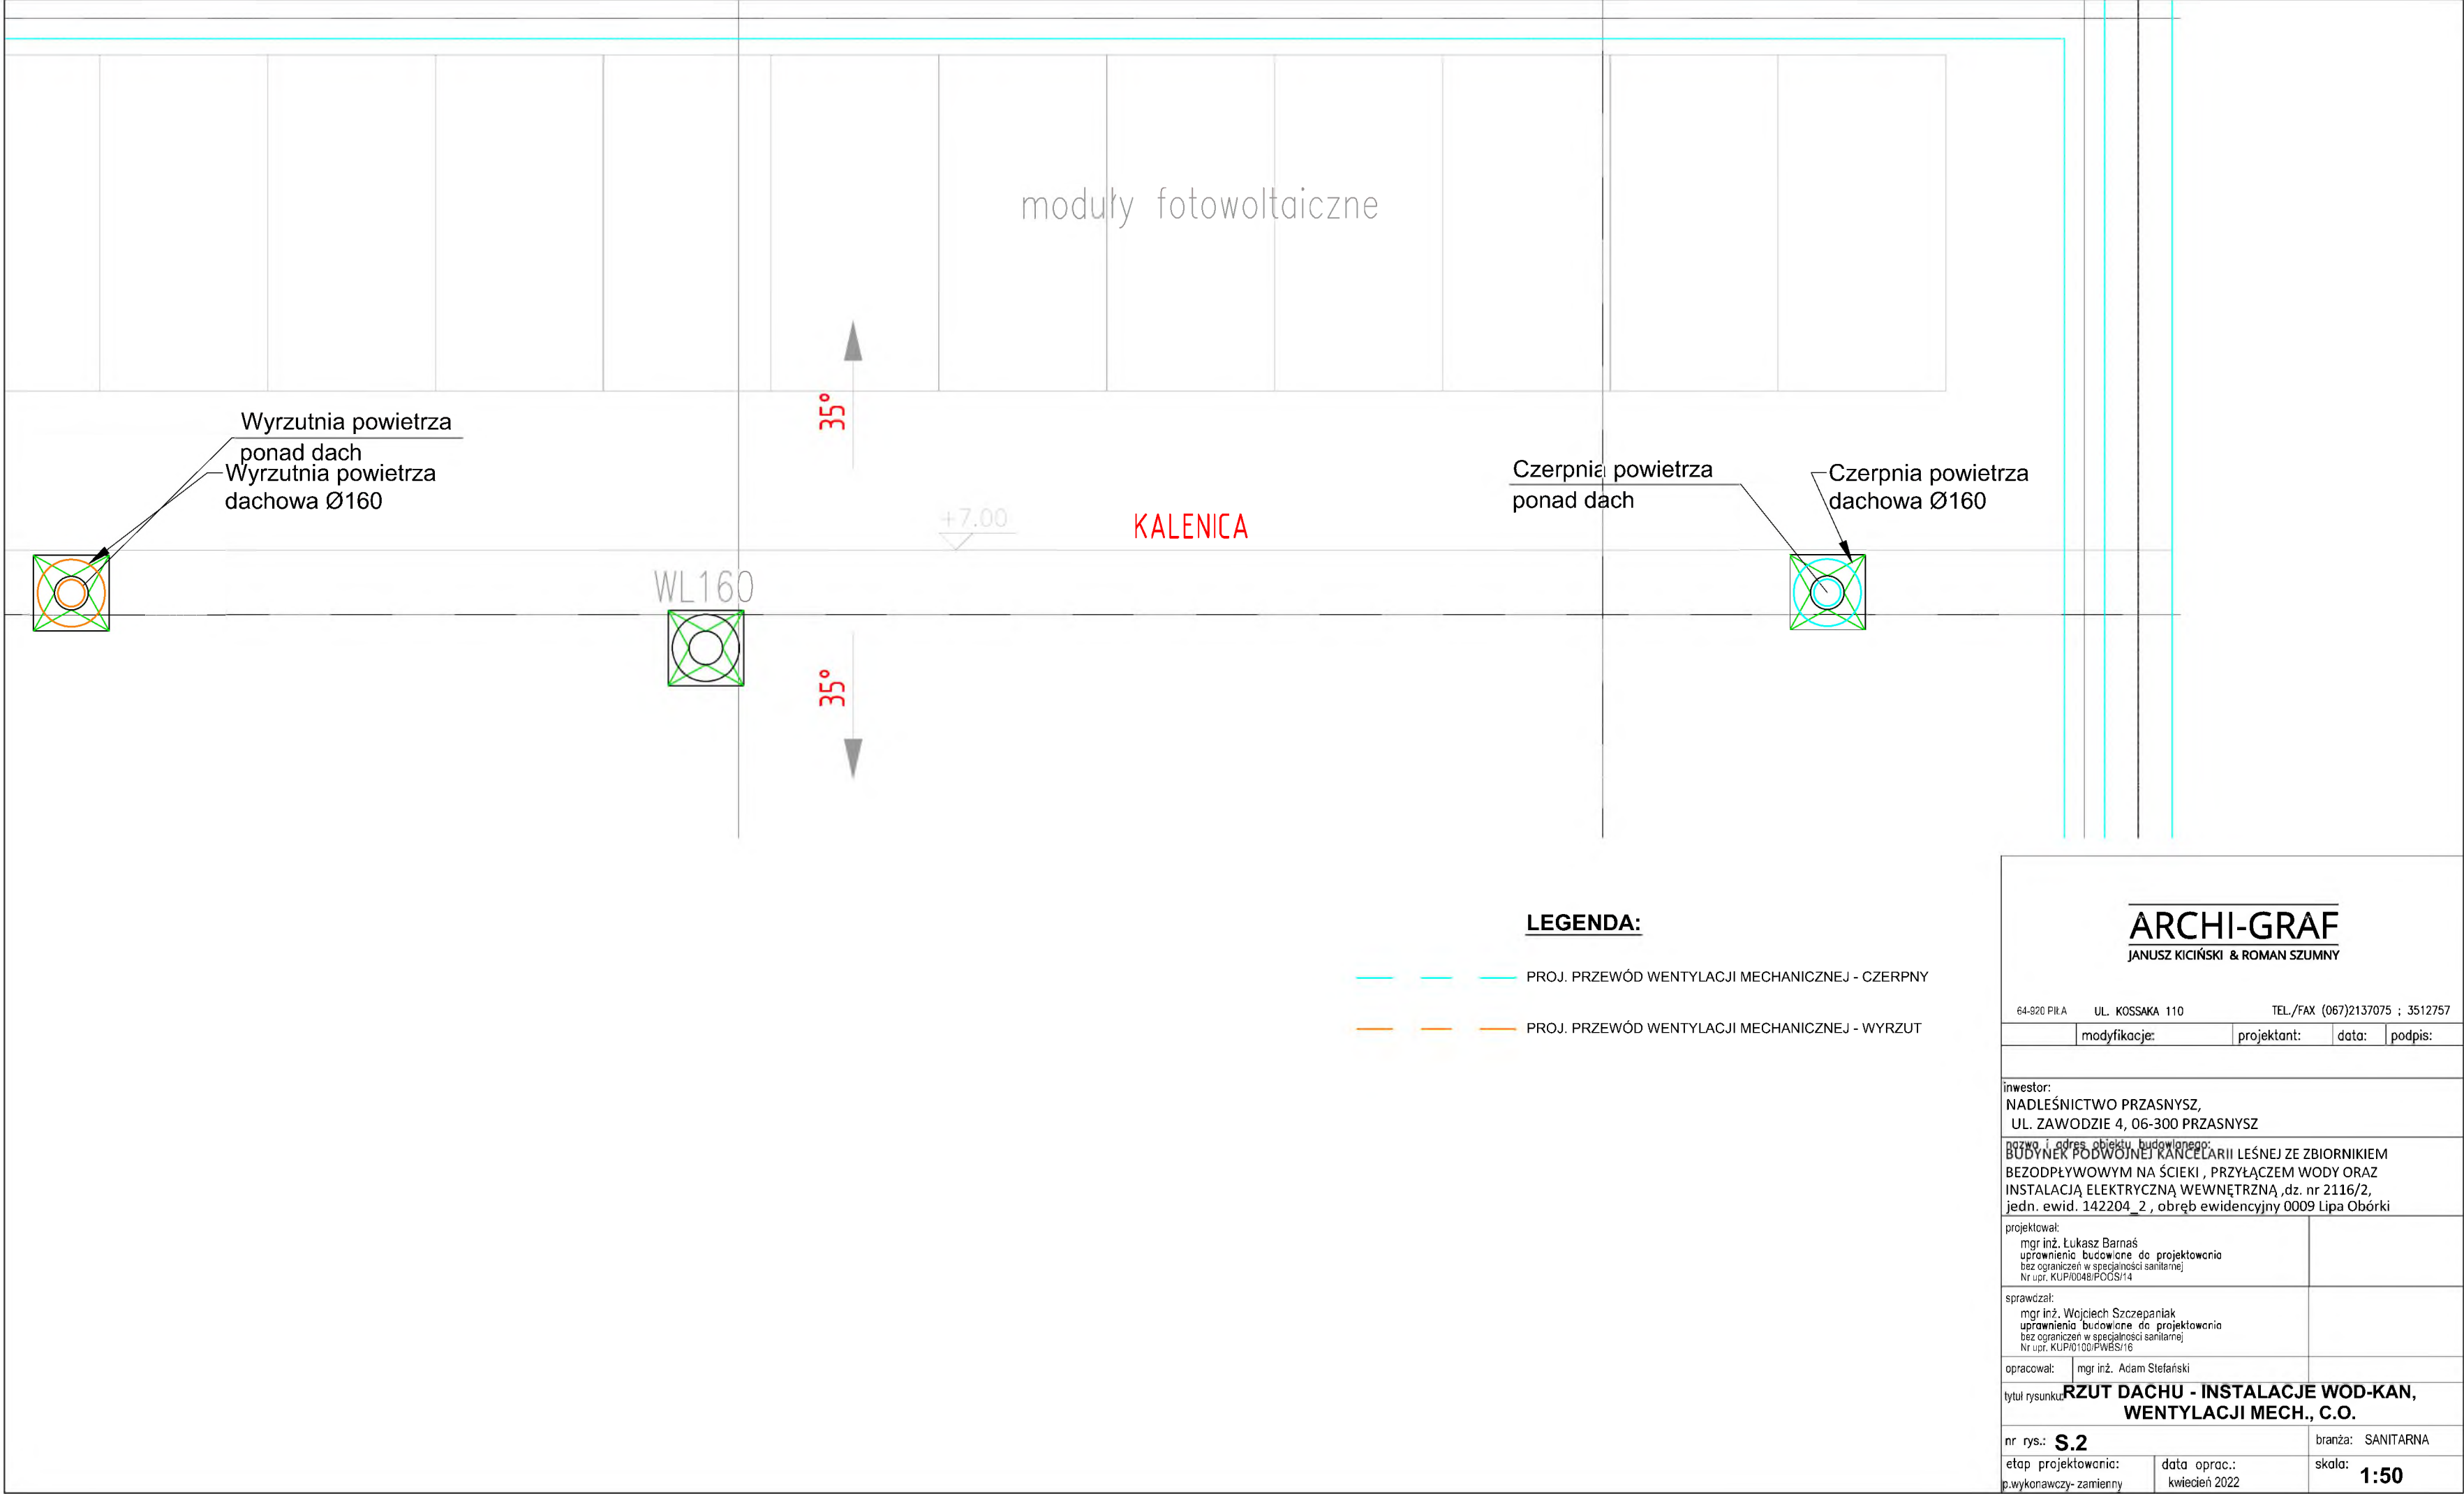 moduły fotowoltaiczne
35°
Wyrzutnia powietrza
ponad dach
Wyrzutnia powietrza
dachowa Ø160
Czerpnia powietrza
ponad dach
Czerpnia powietrza
dachowa Ø160
+7.00
KALENICA
WL160
35°
LEGENDA:
PROJ. PRZEWÓD WENTYLACJI MECHANICZNEJ - CZERPNY
PROJ. PRZEWÓD WENTYLACJI MECHANICZNEJ - WYRZUT
ARCHI-GRAF
JANUSZ KICIŃSKI & ROMAN SZUMNY
64-920 PIŁA UL. KOSSAKA 110 TEL./FAX (067)2137075 ; 3512757
modyfikacje: projektant: data: podpis:
inwestor:
NADLEŚNICTWO PRZASNYSZ,
UL. ZAWODZIE 4, 06-300 PRZASNYSZ
nazwa i adres obiektu budowlanego:
BUDYNEK PODWÓJNEJ KANCELARII LEŚNEJ ZE ZBIORNIKIEM
BEZODPŁYWOWYM NA ŚCIEKI , PRZYŁĄCZEM WODY ORAZ
INSTALACJĄ ELEKTRYCZNĄ WEWNĘTRZNĄ ,dz. nr 2116/2,
jedn. ewid. 142204_2 , obręb ewidencyjny 0009 Lipa Obórki
projektował:
mgr inż. Łukasz Barnaś
uprawnienia budowlane do projektowania
bez ograniczeń w specjalności sanitarnej
Nr upr. KUP/0048/POOS/14
sprawdzał:
mgr inż. Wojciech Szczepaniak
uprawnienia budowlane do projektowania
bez ograniczeń w specjalności sanitarnej
Nr upr. KUP/0100/PWBS/16
opracował: mgr inż. Adam Stefański
tytuł rysunku: RZUT DACHU - INSTALACJE WOD-KAN,
WENTYLACJI MECH., C.O.
nr rys.: S.2 branża: SANITARNA
etap projektowania: data oprac.: skala: 1:50
p.wykonawczy- zamienny kwiecień 2022